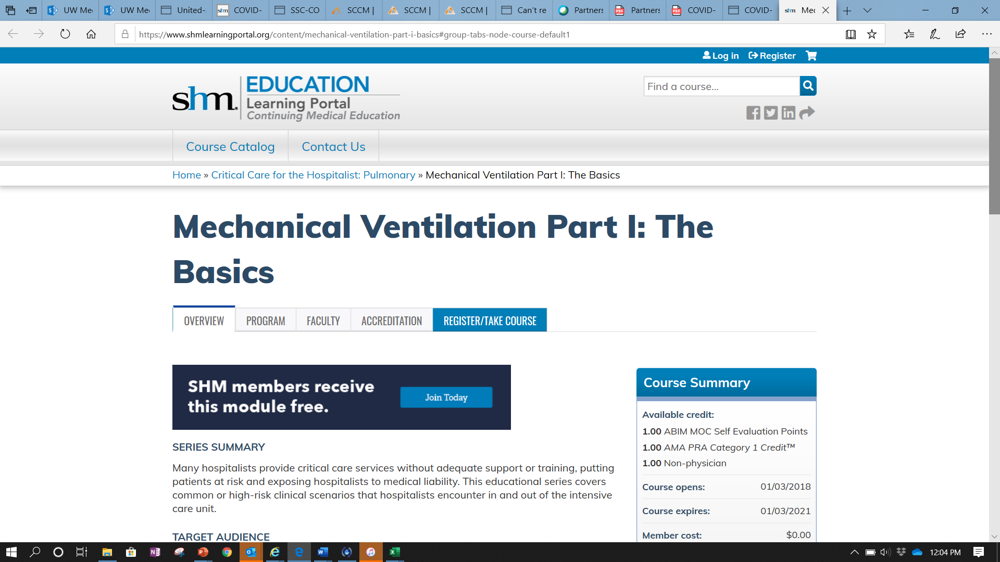 UW Mec
UW Mec
United-
shm COVID-
SSC-CO
SCCM |
SCCM |
SCCM |
Can't re
Partners
Partners
COVID-
COVID-
shm Mec
https://www.shmlearningportal.org/content/mechanical-ventilation-part-i-basics#group-tabs-node-course-default1
Log in Register
shm. EDUCATION
Learning Portal
Continuing Medical Education
Find a course...
Course Catalog Contact Us
Home » Critical Care for the Hospitalist: Pulmonary » Mechanical Ventilation Part I: The Basics
Mechanical Ventilation Part I: The
Basics
OVERVIEW PROGRAM FACULTY ACCREDITATION REGISTER/TAKE COURSE
SHM members receive
this module free.
Join Today
SERIES SUMMARY
Many hospitalists provide critical care services without adequate support or training, putting
patients at risk and exposing hospitalists to medical liability. This educational series covers
common or high-risk clinical scenarios that hospitalists encounter in and out of the intensive
care unit.
TARGET AUDIENCE
Course Summary
Available credit:
1.00 ABIM MOC Self Evaluation Points
1.00 AMA PRA Category 1 Credit™
1.00 Non-physician
Course opens: 01/03/2018
Course expires: 01/03/2021
Member cost: $0.00
12:04 PM